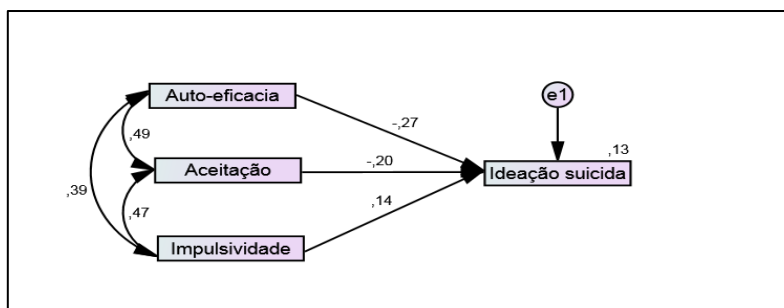 Auto-eficacia
e1
-,27
,49
,13
-,20
Aceitação
Ideação suicida
,39
,47
,14
Impulsividade